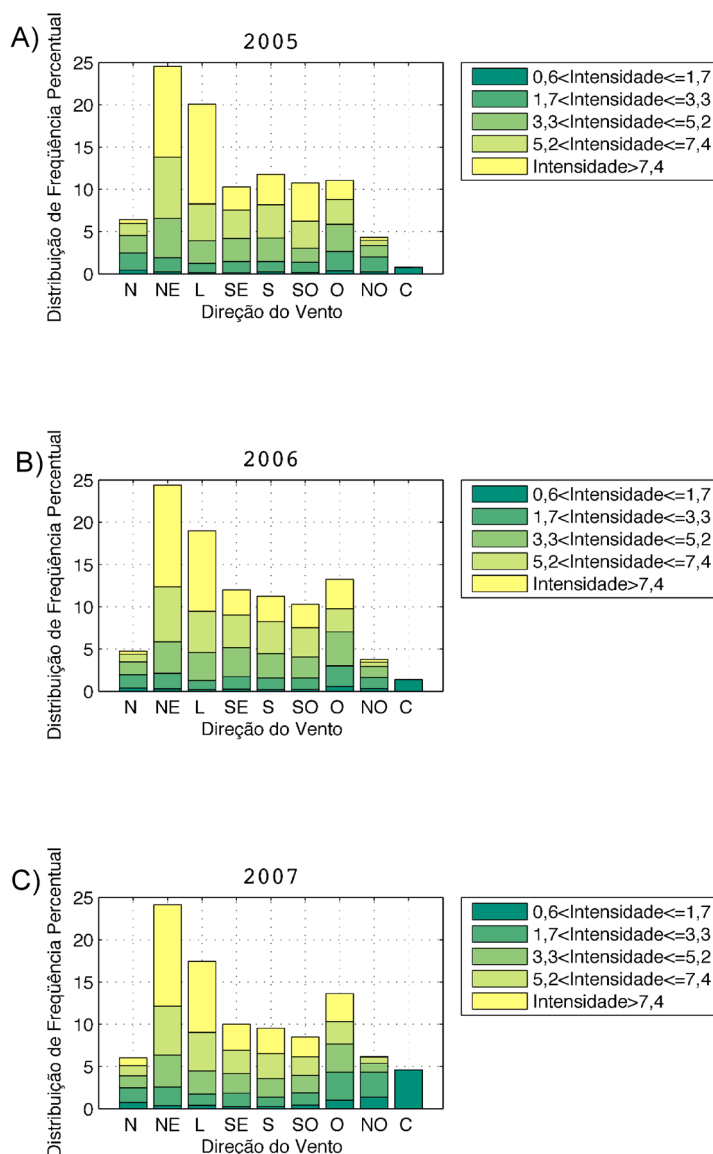 A)
2005
Distribuição de Freqüência Percentual
25
20
15
10
5
0
N NE L SE S SO O NO C
Direção do Vento
0,6<Intensidade<=1,7
1,7<Intensidade<=3,3
3,3<Intensidade<=5,2
5,2<Intensidade<=7,4
Intensidade>7,4
B)
2006
Distribuição de Freqüência Percentual
25
20
15
10
5
0
N NE L SE S SO O NO C
Direção do Vento
0,6<Intensidade<=1,7
1,7<Intensidade<=3,3
3,3<Intensidade<=5,2
5,2<Intensidade<=7,4
Intensidade>7,4
C)
2007
Distribuição de Freqüência Percentual
25
20
15
10
5
0
N NE L SE S SO O NO C
Direção do Vento
0,6<Intensidade<=1,7
1,7<Intensidade<=3,3
3,3<Intensidade<=5,2
5,2<Intensidade<=7,4
Intensidade>7,4